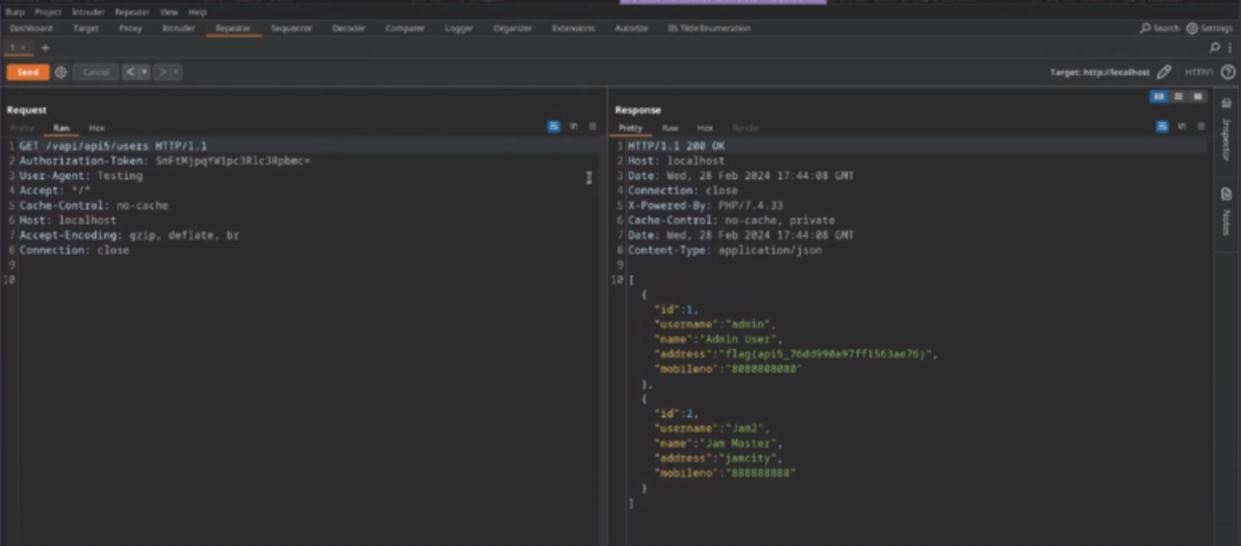 Burp Project Intruder Repeater View Help
Dashboard Target Proxy Intruder Repeater Sequencer Decoder Comparer Logger Organizer Extensions Autorize IIS Tilde Enumeration Search Settings
1 × +
Send Cancel < > Target: http://localhost HTTP/1
Request
Pretty Raw Hex \n
1 GET /vapi/api5/users HTTP/1.1
2 Authorization-Token:
3 User-Agent: Testing
4 Accept: */*
5 Cache-Control: no-cache
6 Host: localhost
7 Accept-Encoding: gzip, deflate, br
8 Connection: close
9
10
Response
Pretty Raw Hex Render \n
1 HTTP/1.1 200 OK
2 Host: localhost
3 Date: Wed, 28 Feb 2024 17:44:08 GMT
4 Connection: close
5 X-Powered-By: PHP/7.4.33
6 Cache-Control: no-cache, private
7 Date: Wed, 28 Feb 2024 17:44:08 GMT
8 Content-Type: application/json
9
10 [
{
"id":1,
"username":"admin",
"name":"Admin User",
"address":"flag{api5_76dd990a97ff1563ae76}",
"mobileno":"8080808080"
},
{
"id":2,
"username":"Jam2",
"name":"Jam Master",
"address":"jamcity",
"mobileno":"888888888"
}
]
Inspector
Notes